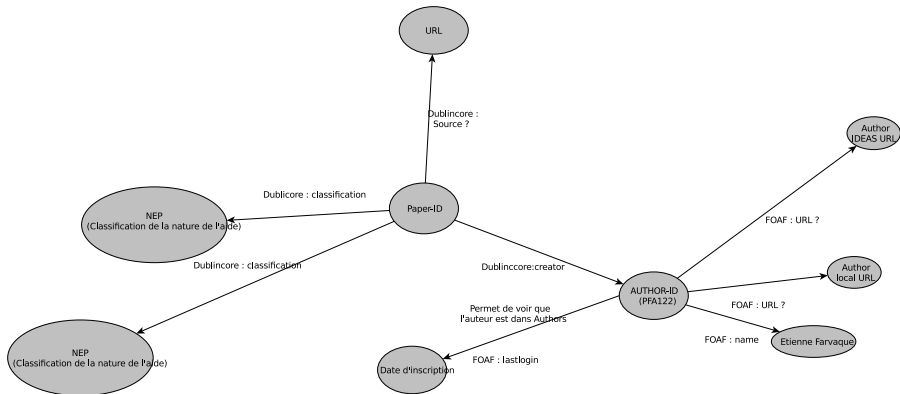 URL
Dublincore :
Source ?
Author
IDEAS URL
Dublicore : classification
Paper-ID
NEP
(Classification de la nature de l'aide)
FOAF : URL ?
Dublincore : classification
Dublinccore:creator
Author
local URL
AUTHOR-ID
(PFA122)
Permet de voir que
l'auteur est dans Authors
FOAF : URL ?
FOAF : name
Etienne Farvaque
NEP
(Classification de la nature de l'aide)
FOAF : lastlogin
Date d'inscription